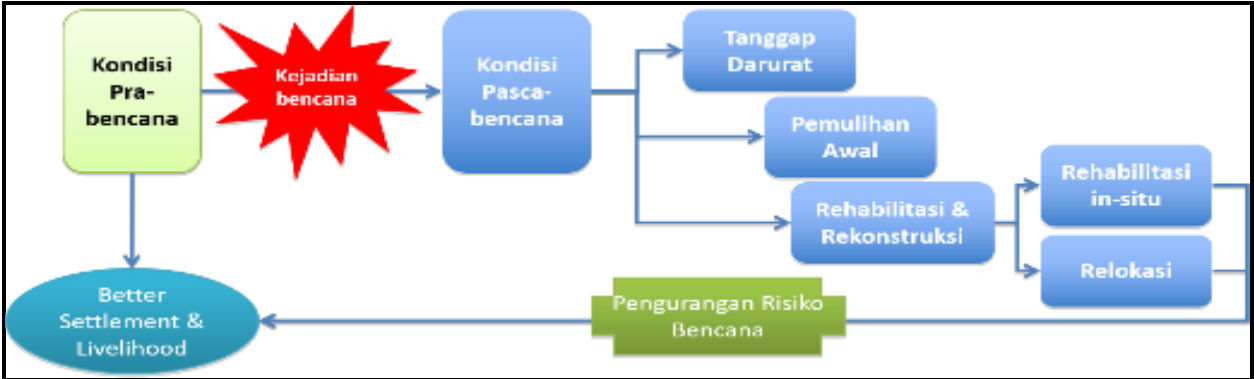 Kondisi
Pra-
bencana
Kejadian
bencana
Kondisi
Pasca-
bencana
Tanggap
Darurat
Pemulihan
Awal
Rehabilitasi &
Rekonstruksi
Rehabilitasi
in-situ
Relokasi
Better
Settlement &
Livelihood
Pengurangan Risiko
Bencana